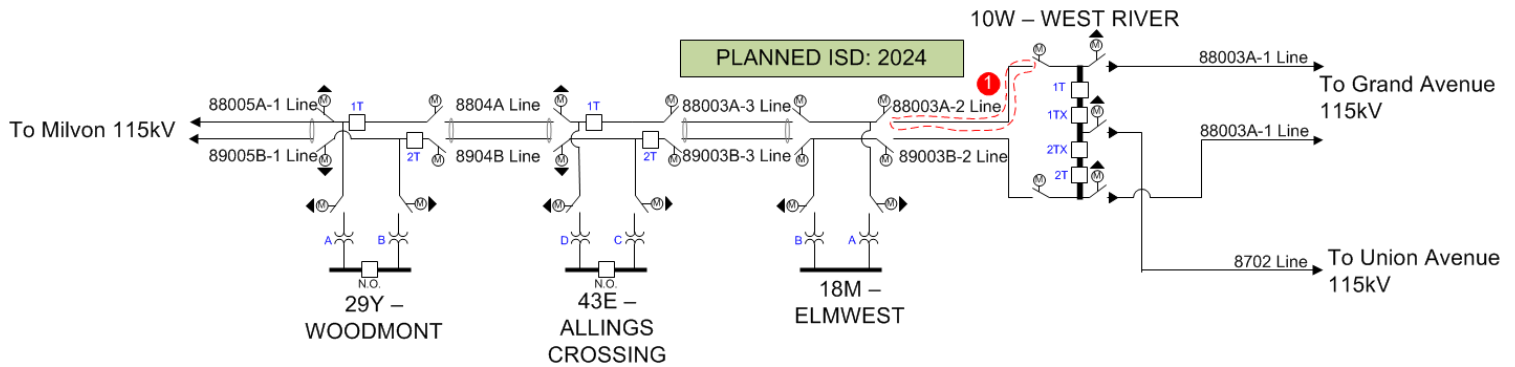 10W – WEST RIVER
PLANNED ISD: 2024
1
M
M
88003A-1 Line
To Grand Avenue
115kV
88005A-1 Line
M
1T
M
8804A Line
M
1T
M
88003A-3 Line
M
M
88003A-2 Line
1T
1TX
M
To Milvon 115kV
88003A-1 Line
89005B-1 Line
M
2T
M
8904B Line
M
2T
M
89003B-3 Line
M
M
89003B-2 Line
2TX
2T
M
M
M
M
M
M
M
M
A
B
D
C
B
A
8702 Line
To Union Avenue
115kV
N.O.
N.O.
29Y –
WOODMONT
43E –
ALLINGS
CROSSING
18M –
ELMWEST